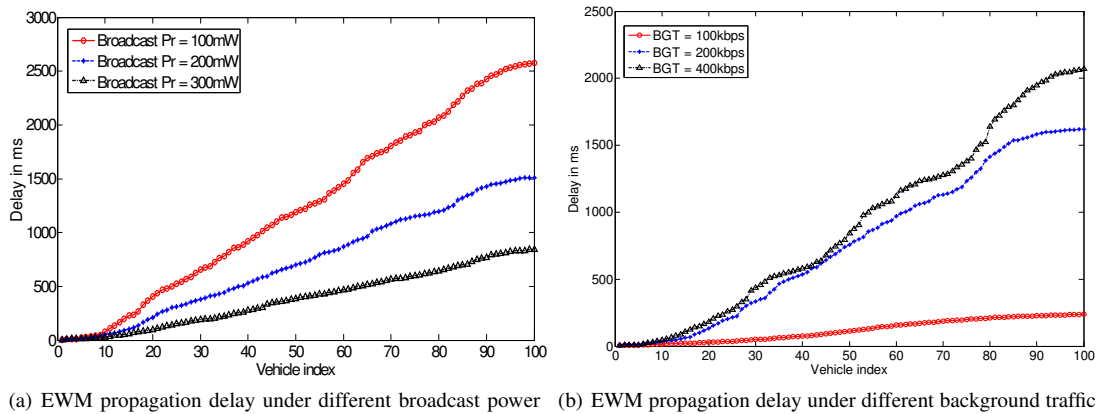 3000
2500
2000
1500
1000
500
0
Delay in ms
Broadcast Pr = 100mW
Broadcast Pr = 200mW
Broadcast Pr = 300mW
0 10 20 30 40 50 60 70 80 90 100
Vehicle index
(a) EWM propagation delay under different broadcast power
2500
2000
1500
1000
500
0
Delay in ms
BGT = 100kbps
BGT = 200kbps
BGT = 400kbps
0 10 20 30 40 50 60 70 80 90 100
Vehicle index
(b) EWM propagation delay under different background traffic